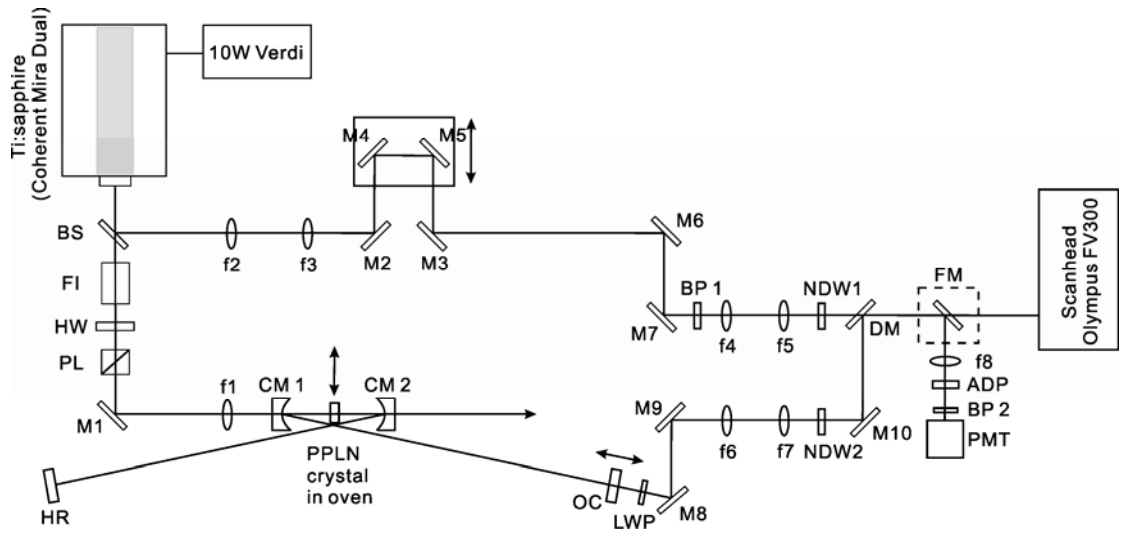 Ti:sapphire
(Coherent Mira Dual)
10W Verdi
M4
M5
BS
f2
f3
M2
M3
M6
FI
HW
PL
M7
BP 1
f4
f5
NDW1
DM
FM
Scanhead
Olympus FV300
f8
ADP
BP 2
PMT
M1
f1
CM 1
CM 2
PPLN
crystal
in oven
HR
M9
f6
f7
NDW2
M10
OC
LWP
M8